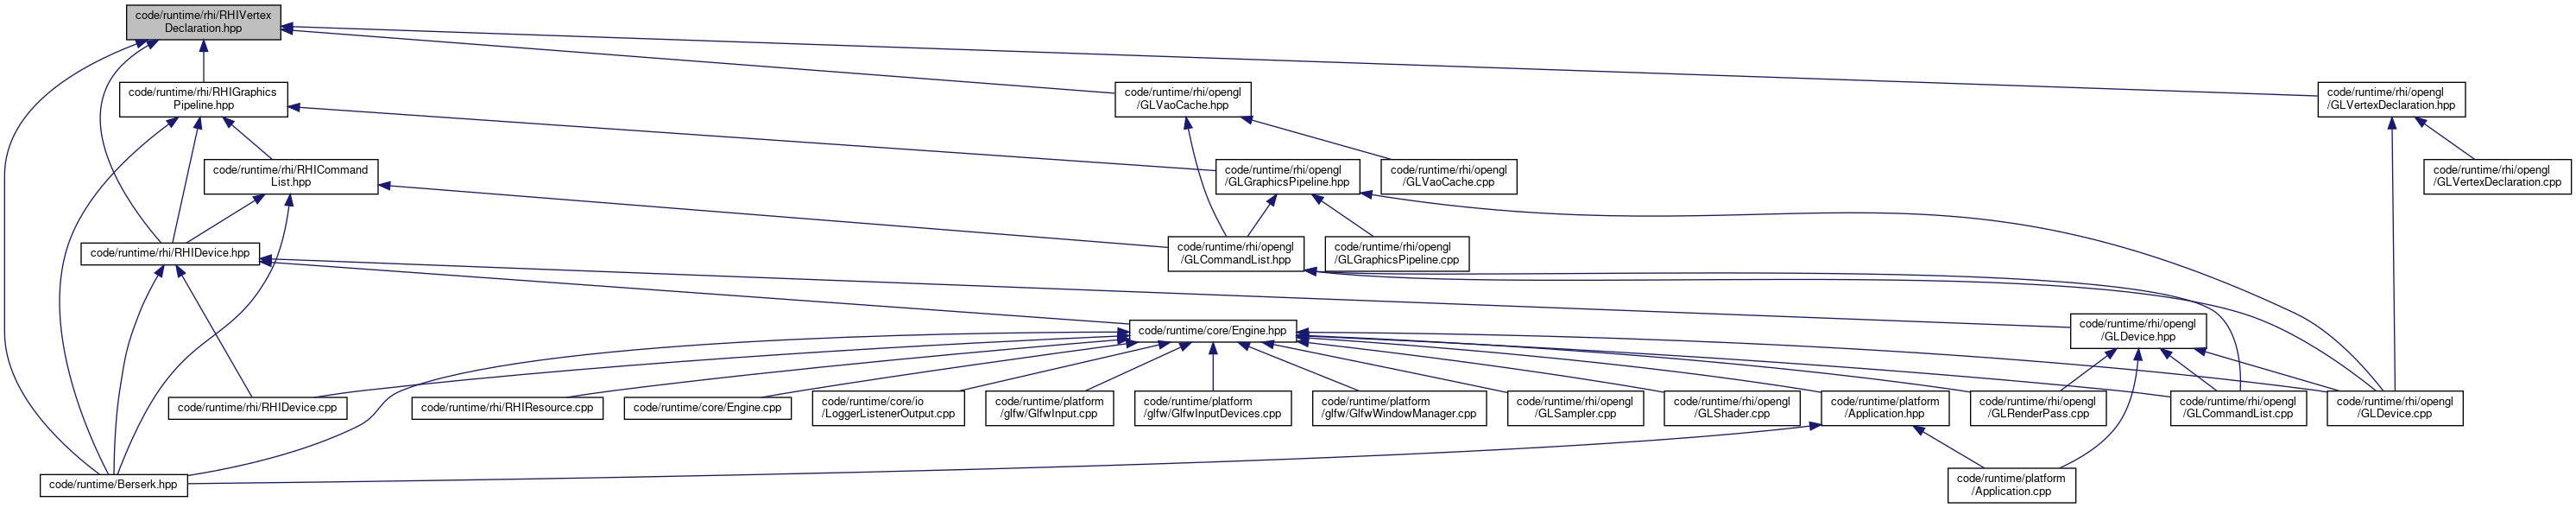 code/runtime/rhi/RHIVertex
Declaration.hpp
code/runtime/rhi/RHIGraphics
Pipeline.hpp
code/runtime/rhi/opengl
/GLVaoCache.hpp
code/runtime/rhi/opengl
/GLVertexDeclaration.hpp
code/runtime/rhi/RHICommand
List.hpp
code/runtime/rhi/opengl
/GLGraphicsPipeline.hpp
code/runtime/rhi/opengl
/GLVaoCache.cpp
code/runtime/rhi/opengl
/GLVertexDeclaration.cpp
code/runtime/rhi/RHIDevice.hpp
code/runtime/rhi/opengl
/GLCommandList.hpp
code/runtime/rhi/opengl
/GLGraphicsPipeline.cpp
code/runtime/core/Engine.hpp
code/runtime/rhi/opengl
/GLDevice.hpp
code/runtime/rhi/RHIDevice.cpp
code/runtime/rhi/RHIResource.cpp
code/runtime/core/Engine.cpp
code/runtime/core/io
/LoggerListenerOutput.cpp
code/runtime/platform
/glfw/GlfwInput.cpp
code/runtime/platform
/glfw/GlfwInputDevices.cpp
code/runtime/platform
/glfw/GlfwWindowManager.cpp
code/runtime/rhi/opengl
/GLSampler.cpp
code/runtime/rhi/opengl
/GLShader.cpp
code/runtime/platform
/Application.hpp
code/runtime/rhi/opengl
/GLRenderPass.cpp
code/runtime/rhi/opengl
/GLCommandList.cpp
code/runtime/rhi/opengl
/GLDevice.cpp
code/runtime/Berserk.hpp
code/runtime/platform
/Application.cpp